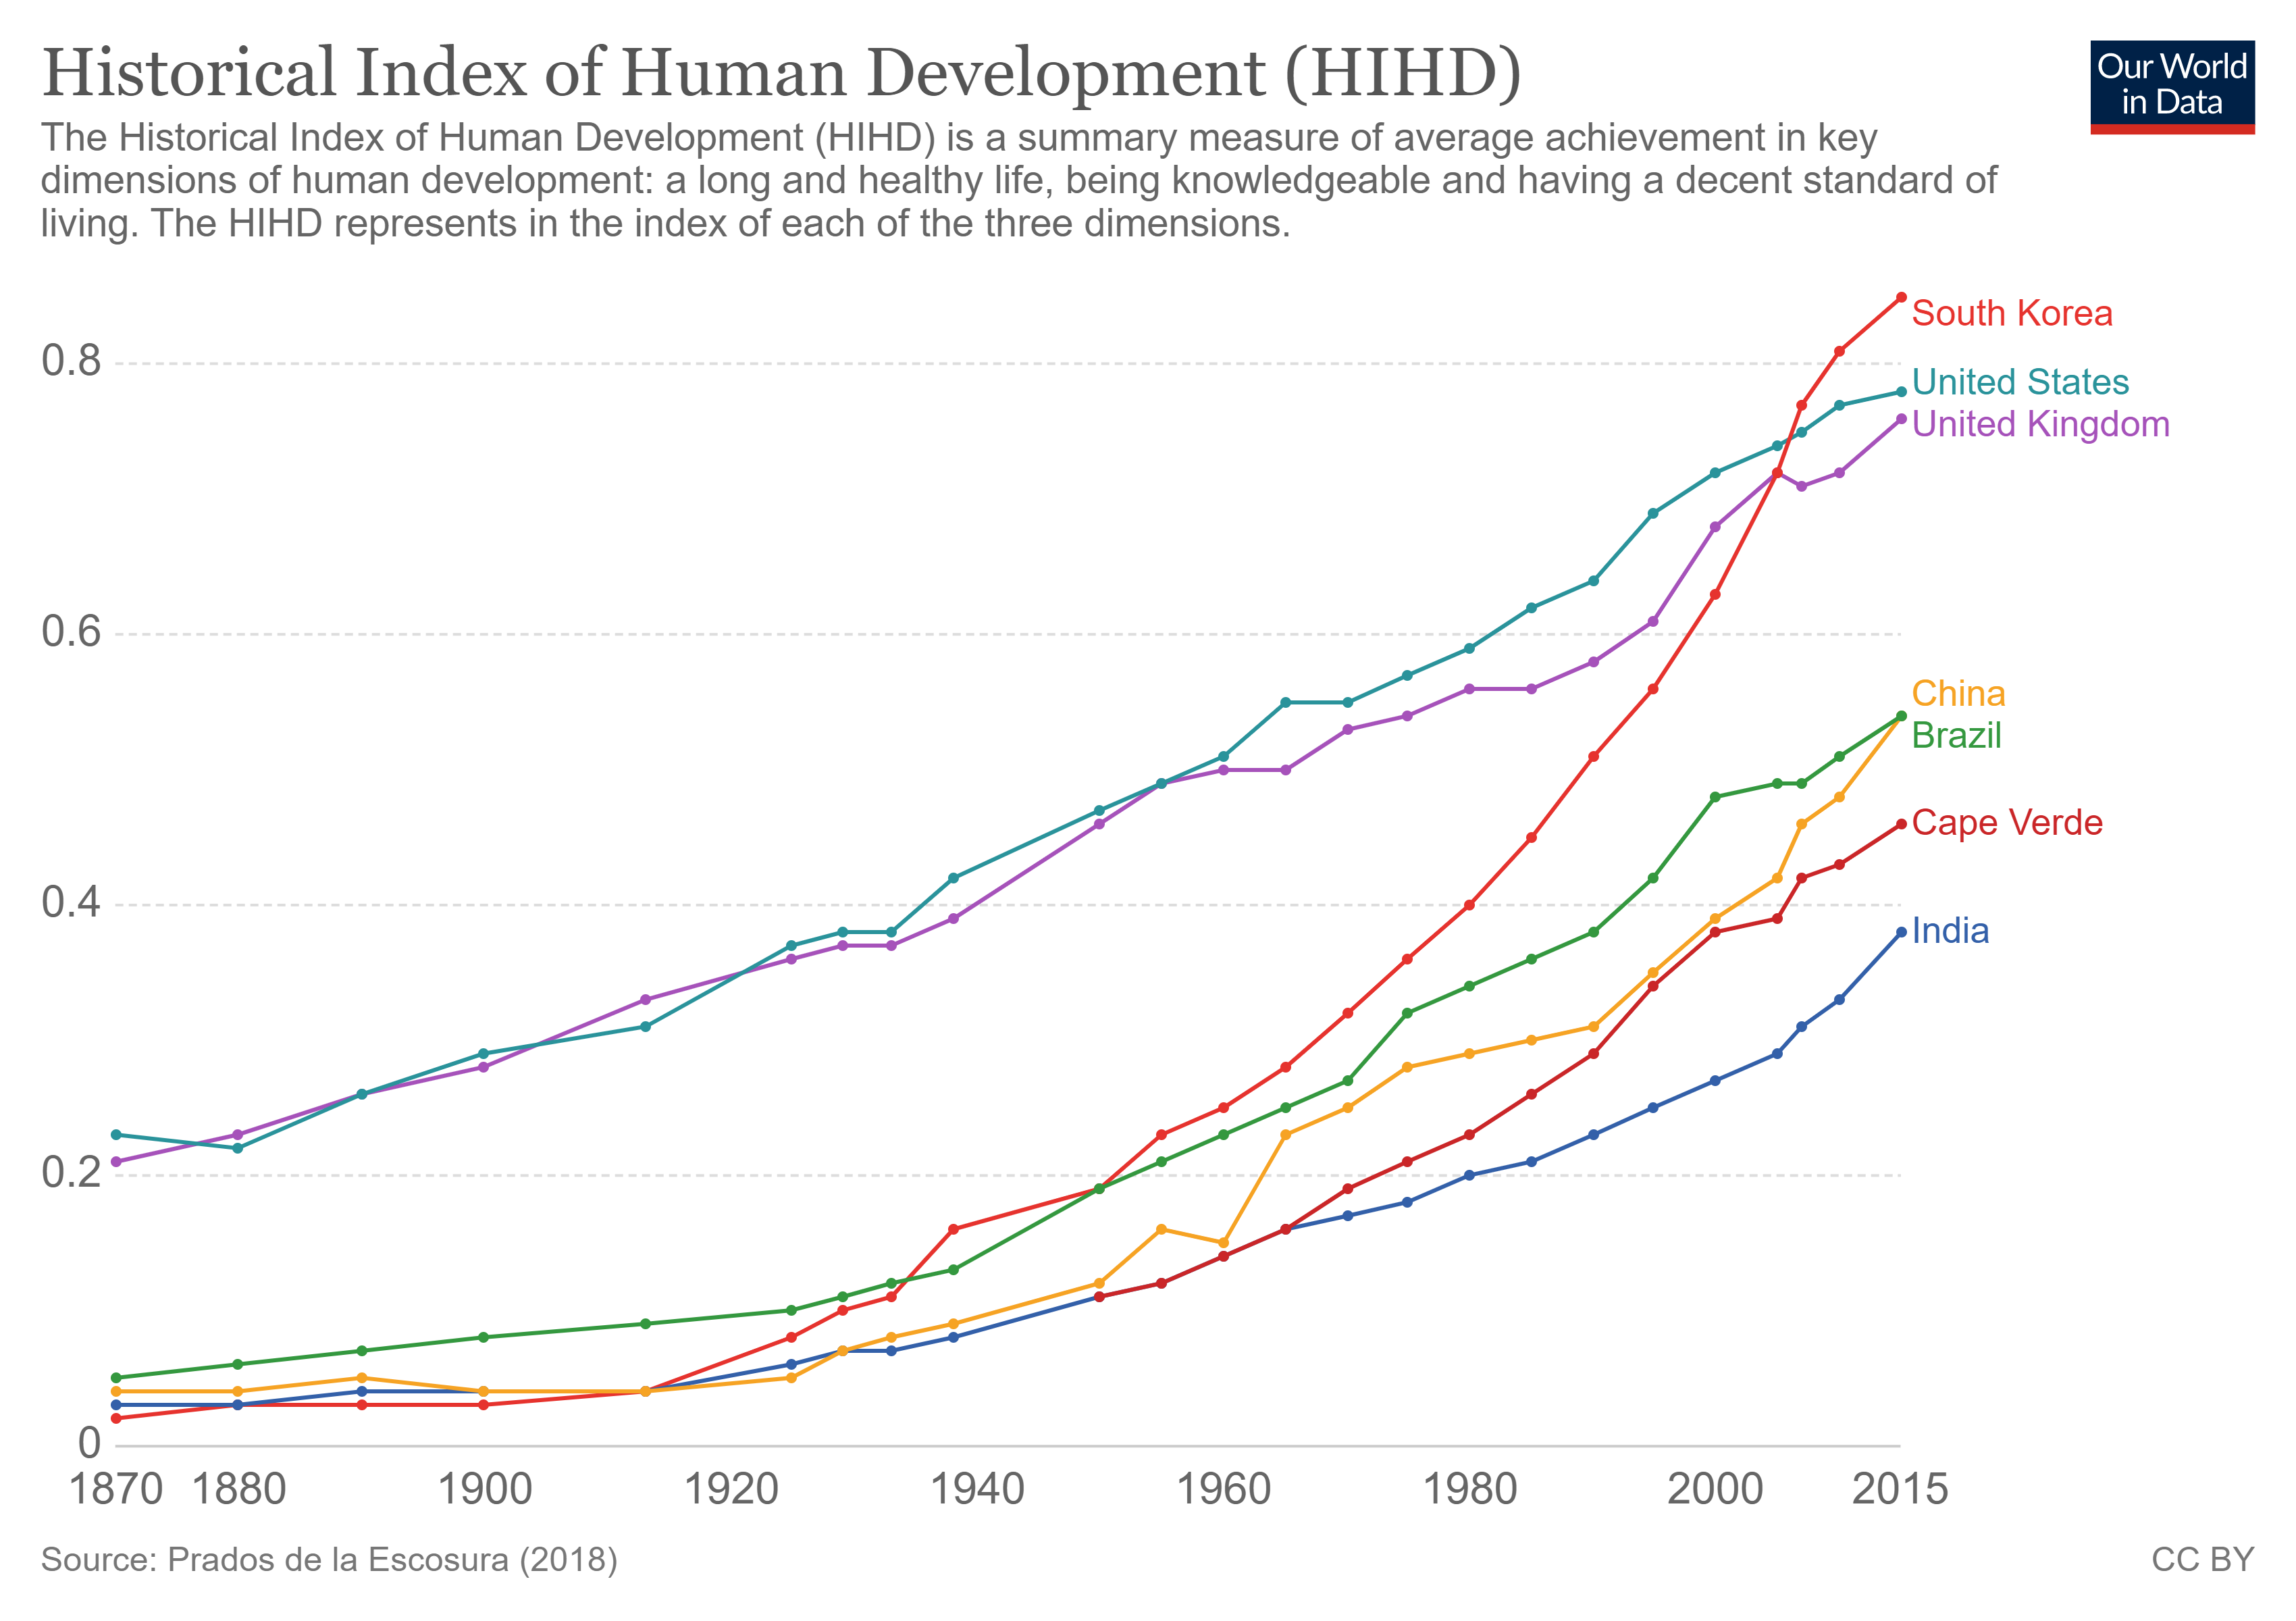 Historical Index of Human Development (HIHD)
Our World
in Data
The Historical Index of Human Development (HIHD) is a summary measure of average achievement in key
dimensions of human development: a long and healthy life, being knowledgeable and having a decent standard of
living. The HIHD represents in the index of each of the three dimensions.
South Korea
0.8
United States
United Kingdom
0.6
China
Brazil
Cape Verde
0.4
India
0.2
0
1870 1880 1900 1920 1940 1960 1980 2000 2015
Source: Prados de la Escosura (2018)
CC BY